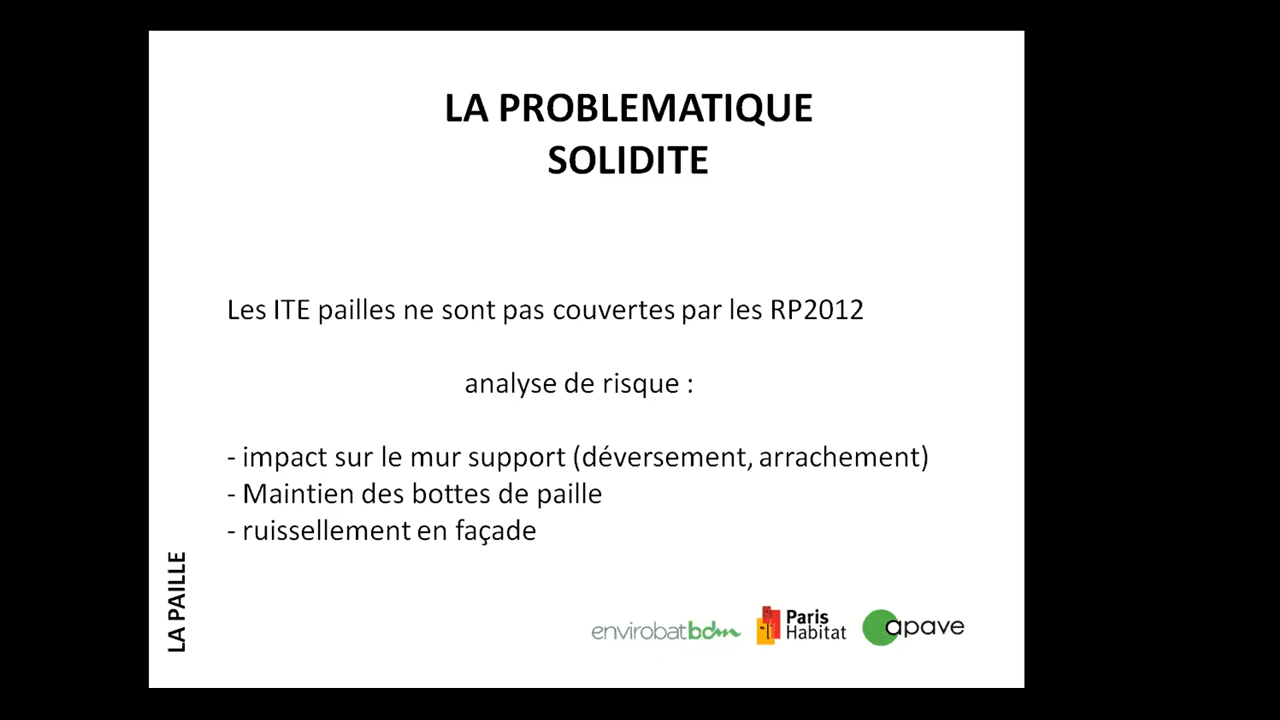 LA PROBLEMATIQUE
SOLIDITE
Les ITE pailles ne sont pas couvertes par les RP2012
analyse de risque :
- impact sur le mur support (déversement, arrachement)
- Maintien des bottes de paille
- ruissellement en façade
LA PAILLE
envirobatbdm
Paris
Habitat
apave